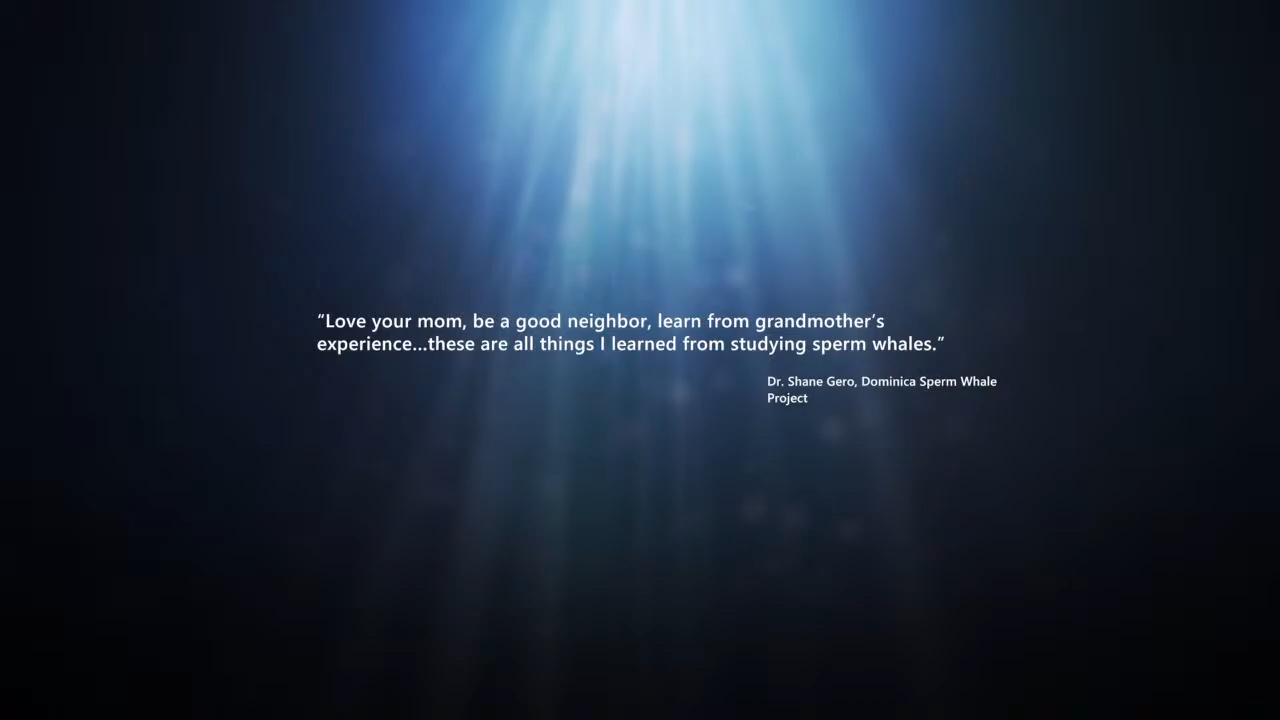 “Love your mom, be a good neighbor, learn from grandmother’s
experience...these are all things I learned from studying sperm whales.”
Dr. Shane Gero, Dominica Sperm Whale
Project